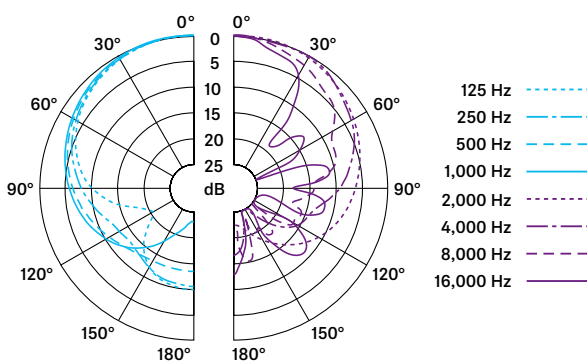 0° 0°
30° 0 30°
5
60° 10 60°
15
20
25
90° dB 90°
120° 120°
150° 150°
180° 180°
125 Hz
250 Hz
500 Hz
1,000 Hz
2,000 Hz
4,000 Hz
8,000 Hz
16,000 Hz